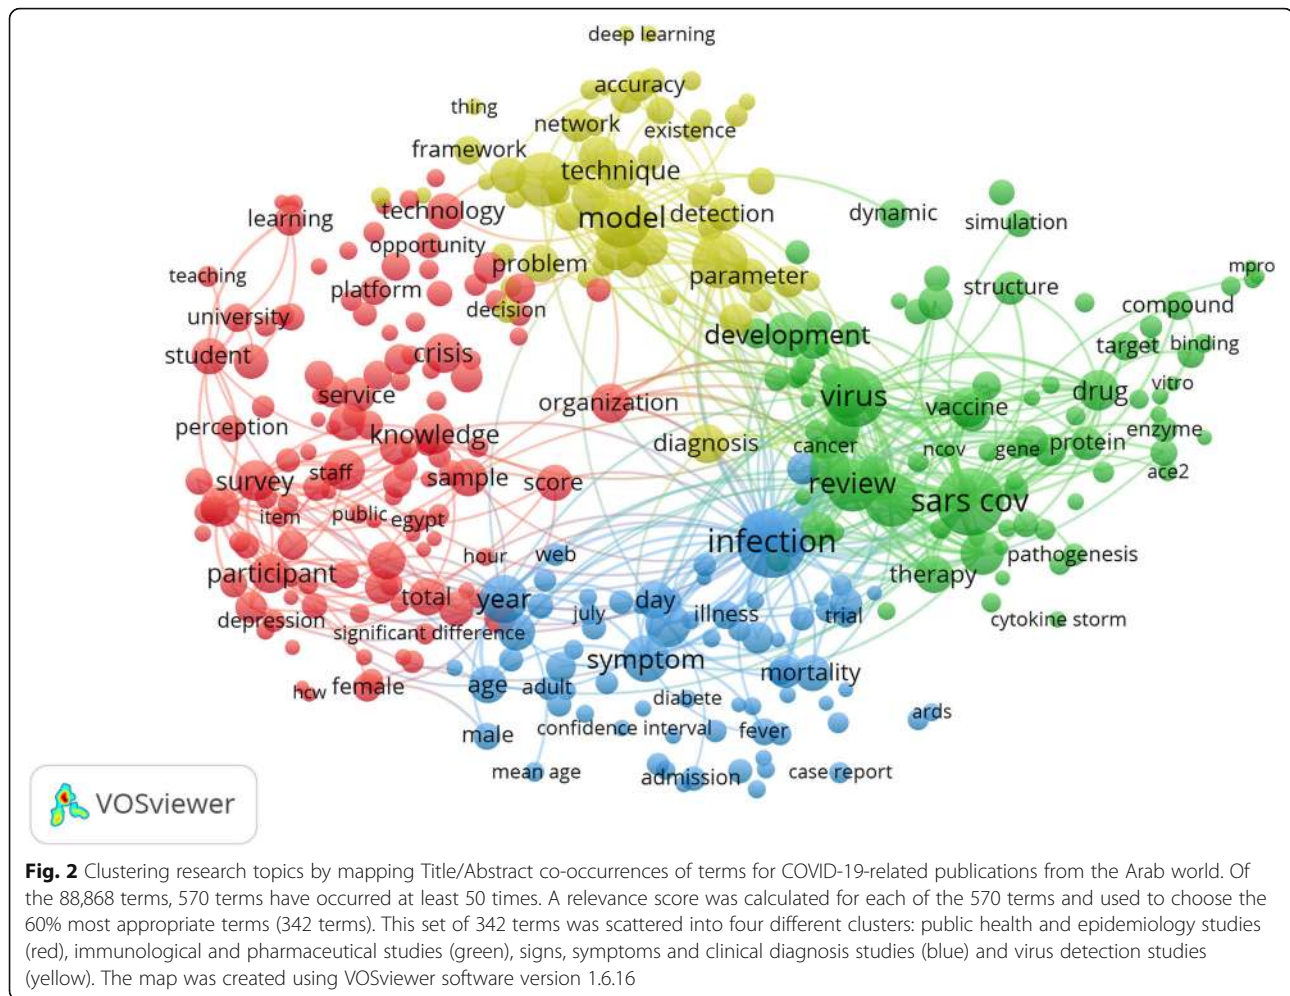 deep learning
accuracy
thing
network
existence
framework
technique
learning
technology
model
detection
dynamic
simulation
opportunity
teaching
problem
parameter
mpro
platform
structure
compound
university
decision
development
target
binding
student
crisis
service
organization
virus
vaccine
drug
vitro
perception
knowledge
diagnosis
cancer
ncov
gene
protein
enzyme
survey
staff
sample
score
review
sars cov
ace2
item
public
egypt
infection
hour
web
pathogenesis
participant
therapy
total
year
day
illness
july
trial
depression
significant difference
cytokine storm
symptom
mortality
hcw
female
age
adult
diabete
ards
male
confidence interval
fever
mean age
admission
case report
VOSviewer
Fig. 2 Clustering research topics by mapping Title/Abstract co-occurrences of terms for COVID-19-related publications from the Arab world. Of
the 88,868 terms, 570 terms have occurred at least 50 times. A relevance score was calculated for each of the 570 terms and used to choose the
60% most appropriate terms (342 terms). This set of 342 terms was scattered into four different clusters: public health and epidemiology studies
(red), immunological and pharmaceutical studies (green), signs, symptoms and clinical diagnosis studies (blue) and virus detection studies
(yellow). The map was created using VOSviewer software version 1.6.16